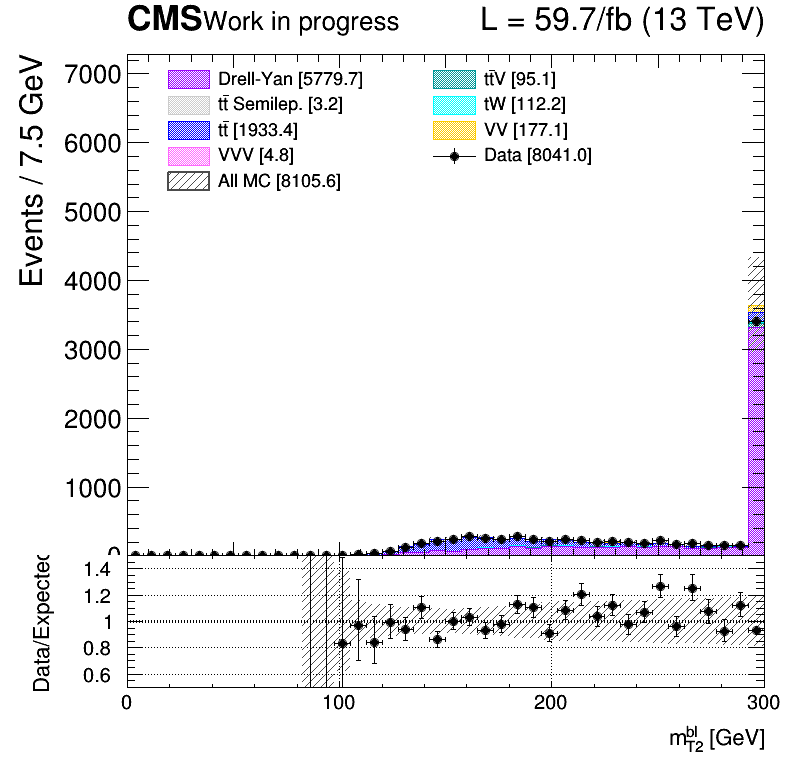 CMS Work in progress L = 59.7/fb (13 TeV)
Events / 7.5 GeV
7000
6000
5000
4000
3000
2000
1000
0
Drell-Yan [5779.7]
tt̄ Semilep. [3.2]
tt̄ [1933.4]
VVV [4.8]
All MC [8105.6]
tt̄V [95.1]
tW [112.2]
VV [177.1]
Data [8041.0]
Data/Expected
1.4
1.2
1
0.8
0.6
0 100 200 300
m_{T2}^{bl} [GeV]